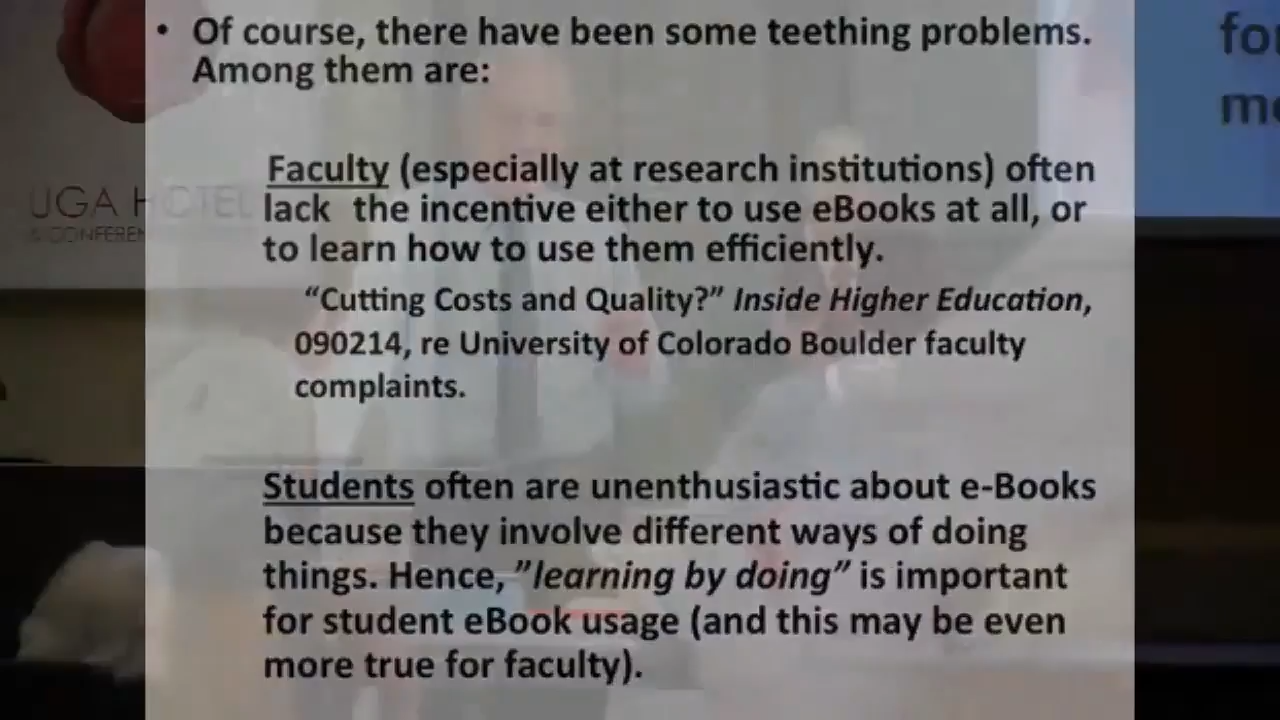 • Of course, there have been some teething problems.
Among them are:
Faculty (especially at research institutions) often
lack the incentive either to use eBooks at all, or
to learn how to use them efficiently.
“Cutting Costs and Quality?” Inside Higher Education,
090214, re University of Colorado Boulder faculty
complaints.
Students often are unenthusiastic about e-Books
because they involve different ways of doing
things. Hence, ”learning by doing” is important
for student eBook usage (and this may be even
more true for faculty).
UGA HOTEL
& CONFEREN